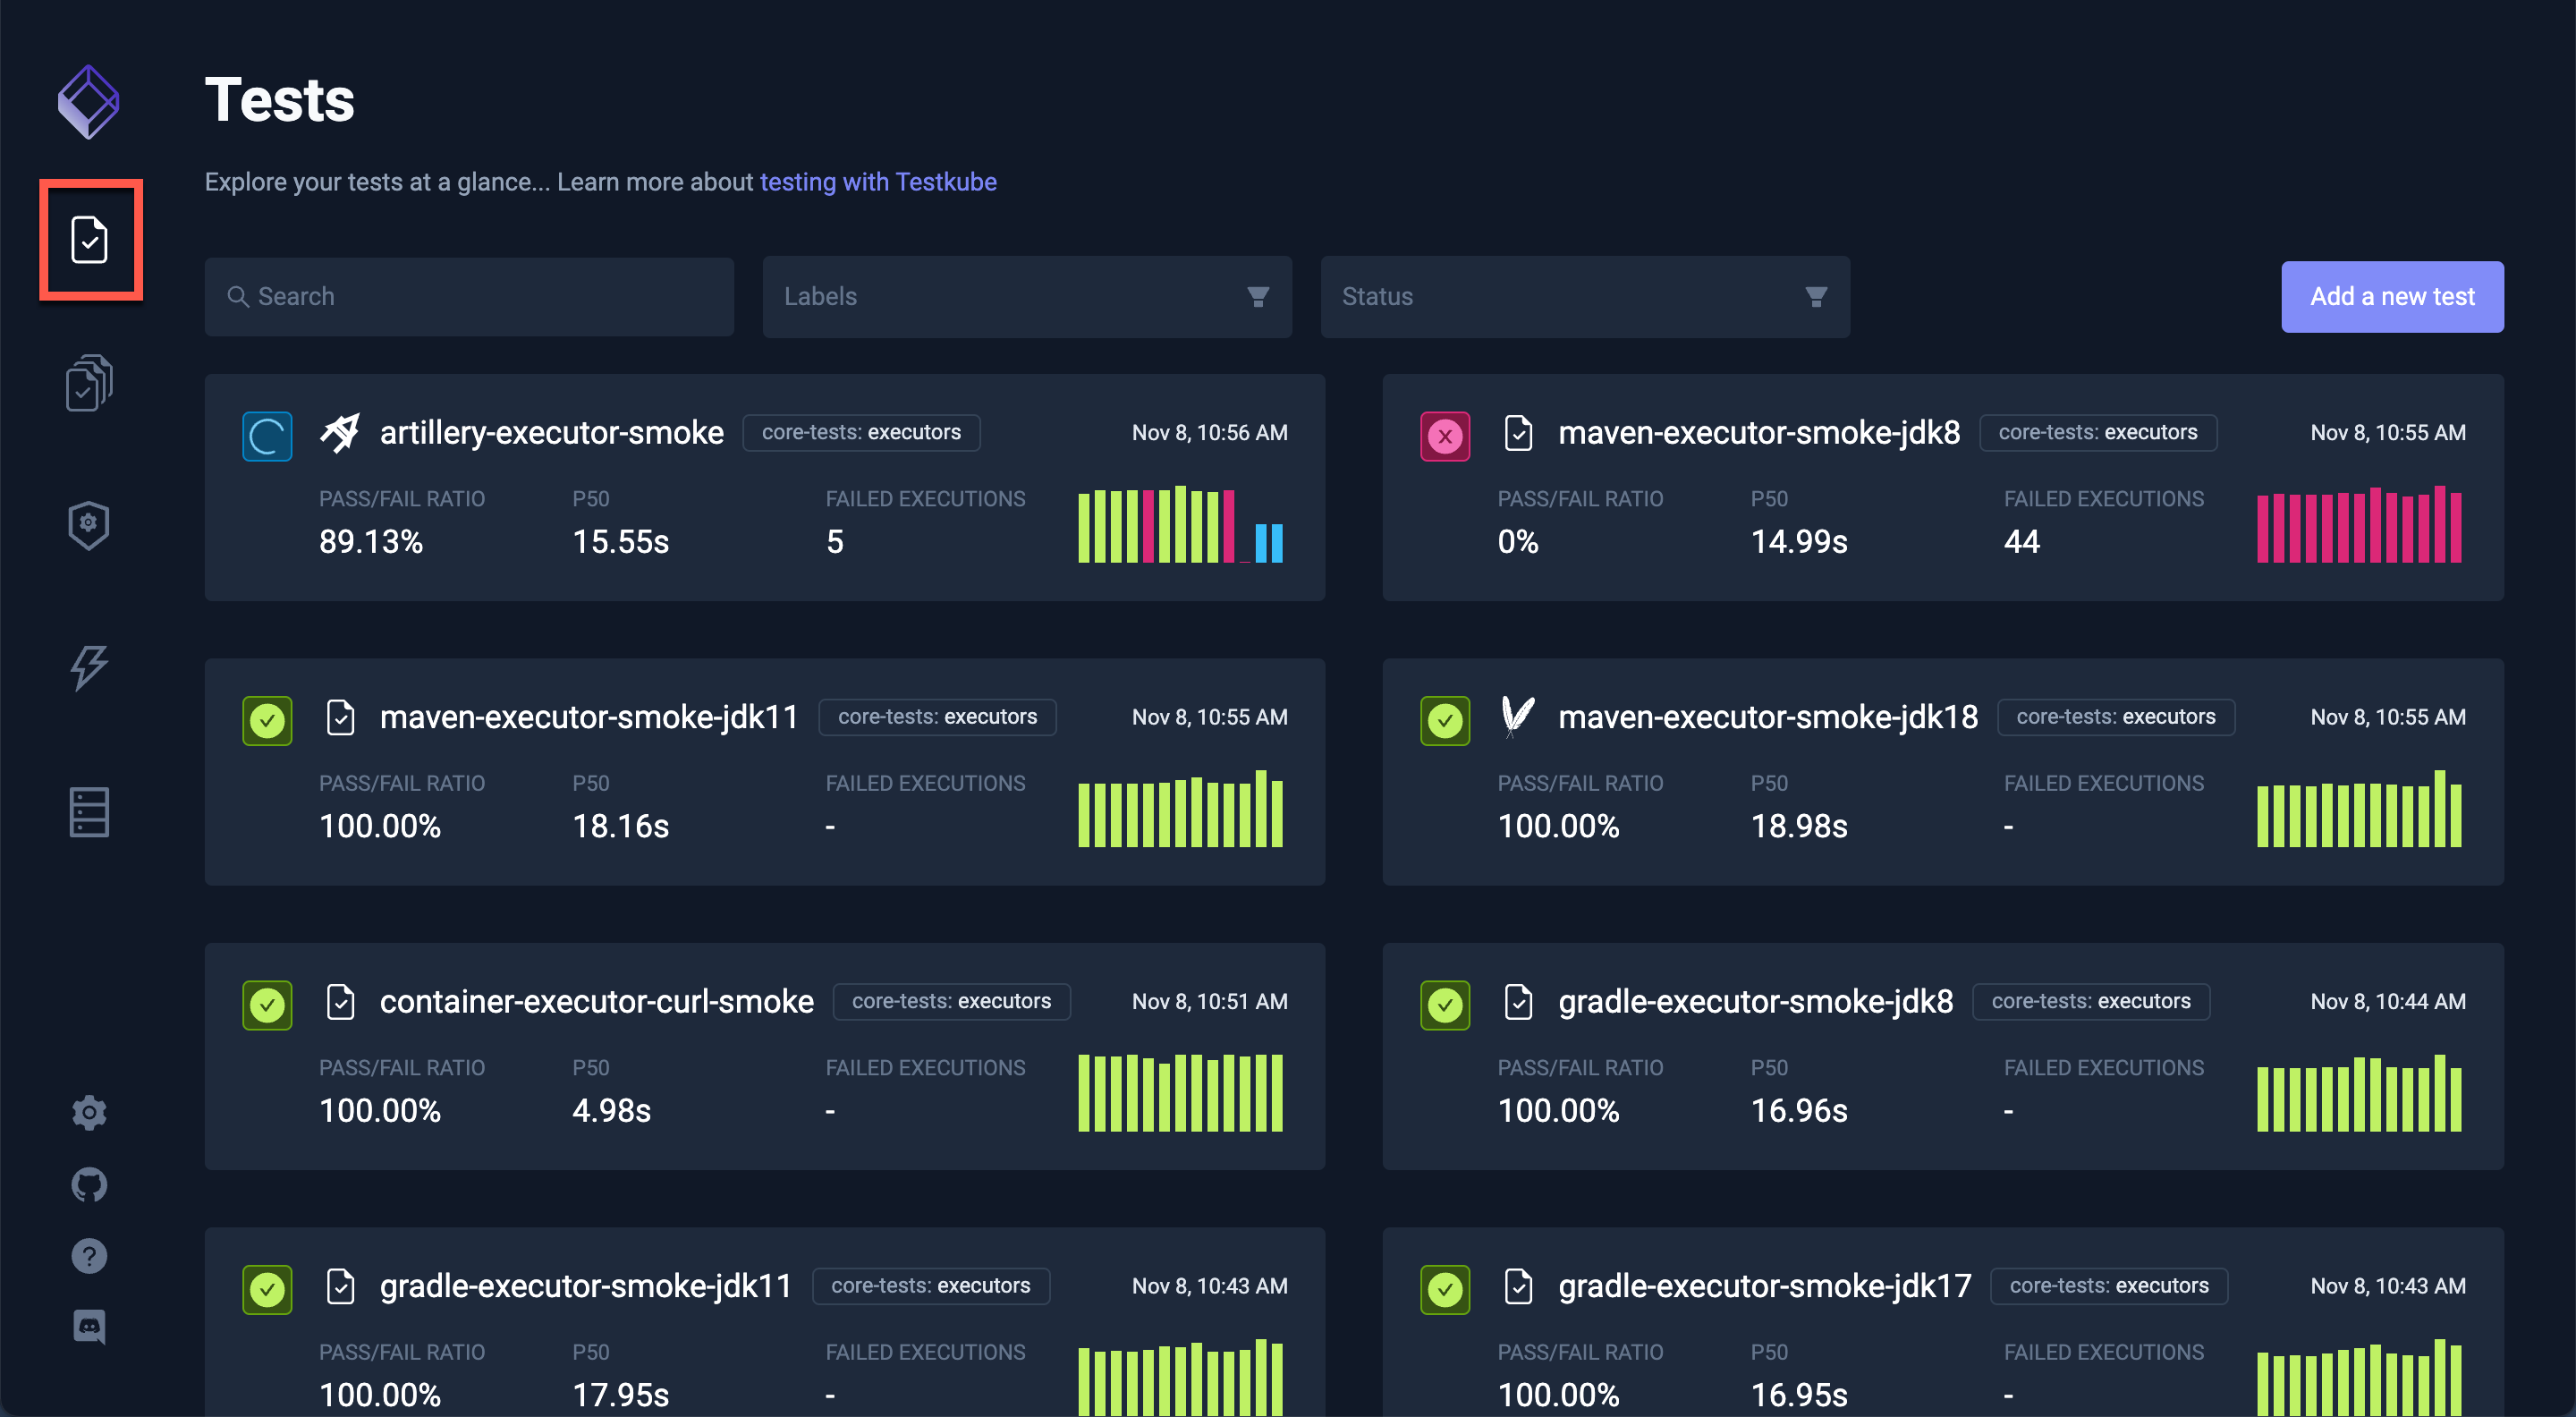 Tests
Explore your tests at a glance... Learn more about testing with Testkube
Search
Labels
Status
Add a new test
artillery-executor-smoke core-tests: executors Nov 8, 10:56 AM
PASS/FAIL RATIO P50 FAILED EXECUTIONS
89.13% 15.55s 5
maven-executor-smoke-jdk8 core-tests: executors Nov 8, 10:55 AM
PASS/FAIL RATIO P50 FAILED EXECUTIONS
0% 14.99s 44
maven-executor-smoke-jdk11 core-tests: executors Nov 8, 10:55 AM
PASS/FAIL RATIO P50 FAILED EXECUTIONS
100.00% 18.16s -
maven-executor-smoke-jdk18 core-tests: executors Nov 8, 10:55 AM
PASS/FAIL RATIO P50 FAILED EXECUTIONS
100.00% 18.98s -
container-executor-curl-smoke core-tests: executors Nov 8, 10:51 AM
PASS/FAIL RATIO P50 FAILED EXECUTIONS
100.00% 4.98s -
gradle-executor-smoke-jdk8 core-tests: executors Nov 8, 10:44 AM
PASS/FAIL RATIO P50 FAILED EXECUTIONS
100.00% 16.96s -
gradle-executor-smoke-jdk11 core-tests: executors Nov 8, 10:43 AM
PASS/FAIL RATIO P50 FAILED EXECUTIONS
100.00% 17.95s -
gradle-executor-smoke-jdk17 core-tests: executors Nov 8, 10:43 AM
PASS/FAIL RATIO P50 FAILED EXECUTIONS
100.00% 16.95s -